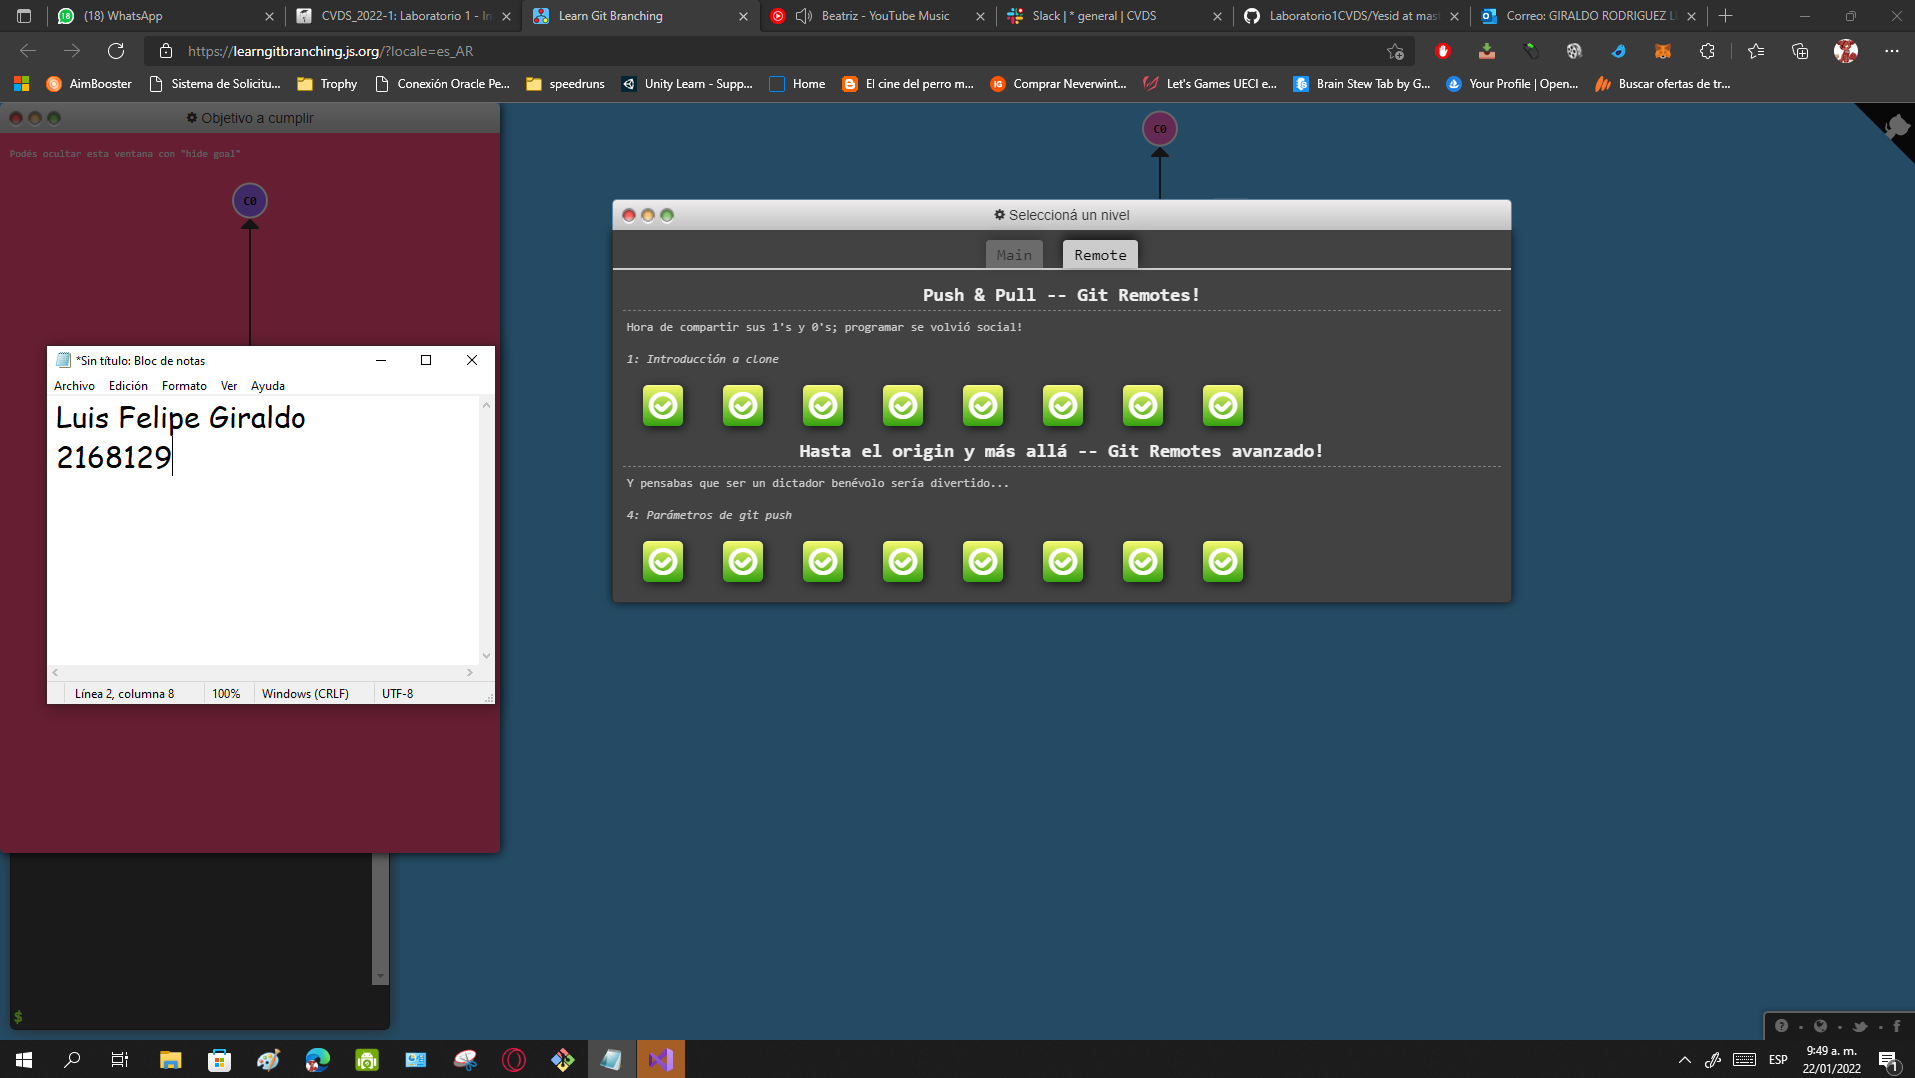 (18) WhatsApp
CVDS_2022-1: Laboratorio 1 - In
Learn Git Branching
Beatriz - YouTube Music
Slack | * general | CVDS
Laboratorio1CVDS/Yesid at mast
Correo: GIRALDO RODRIGUEZ LU
https://learngitbranching.js.org/?locale=es_AR
AimBooster
Sistema de Solicitu...
Trophy
Conexión Oracle Pe...
speedruns
Unity Learn - Supp...
Home
El cine del perro m...
Comprar Neverwint...
Let's Games UECI e...
Brain Stew Tab by G...
Your Profile | Open...
Buscar ofertas de tr...
Objetivo a cumplir
Podés ocultar esta ventana con "hide goal"
C0
C0
Seleccioná un nivel
Main
Remote
Push & Pull -- Git Remotes!
Hora de compartir sus 1's y 0's; programar se volvió social!
1: Introducción a clone
Hasta el origin y más allá -- Git Remotes avanzado!
Y pensabas que ser un dictador benévolo sería divertido...
4: Parámetros de git push
*Sin título: Bloc de notas
Archivo Edición Formato Ver Ayuda
Luis Felipe Giraldo
2168129
Línea 2, columna 8
100%
Windows (CRLF)
UTF-8
$
ESP
9:49 a. m.
22/01/2022
1